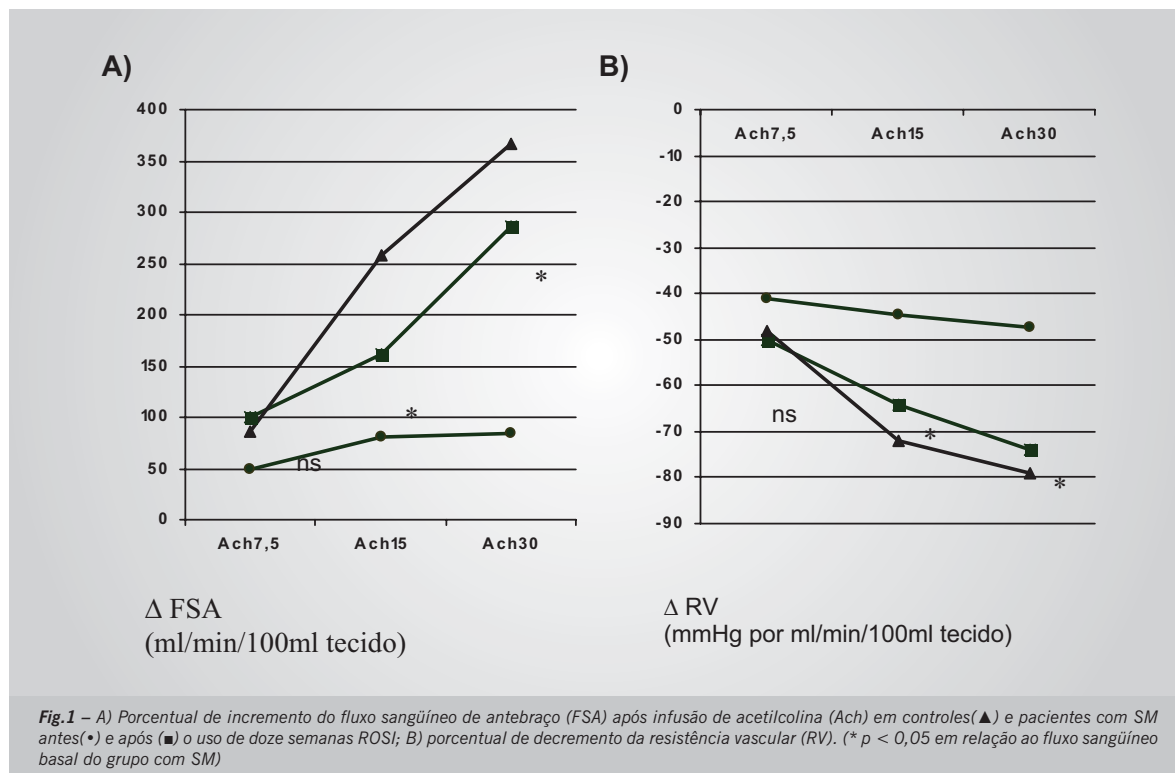 A)
400
350
300
250
200
150
100
50
0
*
*
ns
Ach7,5 Ach15 Ach30
Δ FSA
(ml/min/100ml tecido)
B)
0
-10
-20
-30
-40
-50
-60
-70
-80
-90
Ach7,5 Ach15 Ach30
ns
*
*
Δ RV
(mmHg por ml/min/100ml tecido)
Fig.1 – A) Porcentual de incremento do fluxo sangüíneo de antebraço (FSA) após infusão de acetilcolina (Ach) em controles(▲) e pacientes com SM
antes(•) e após (■) o uso de doze semanas ROSI; B) porcentual de decremento da resistência vascular (RV). (* p < 0,05 em relação ao fluxo sangüíneo
basal do grupo com SM)